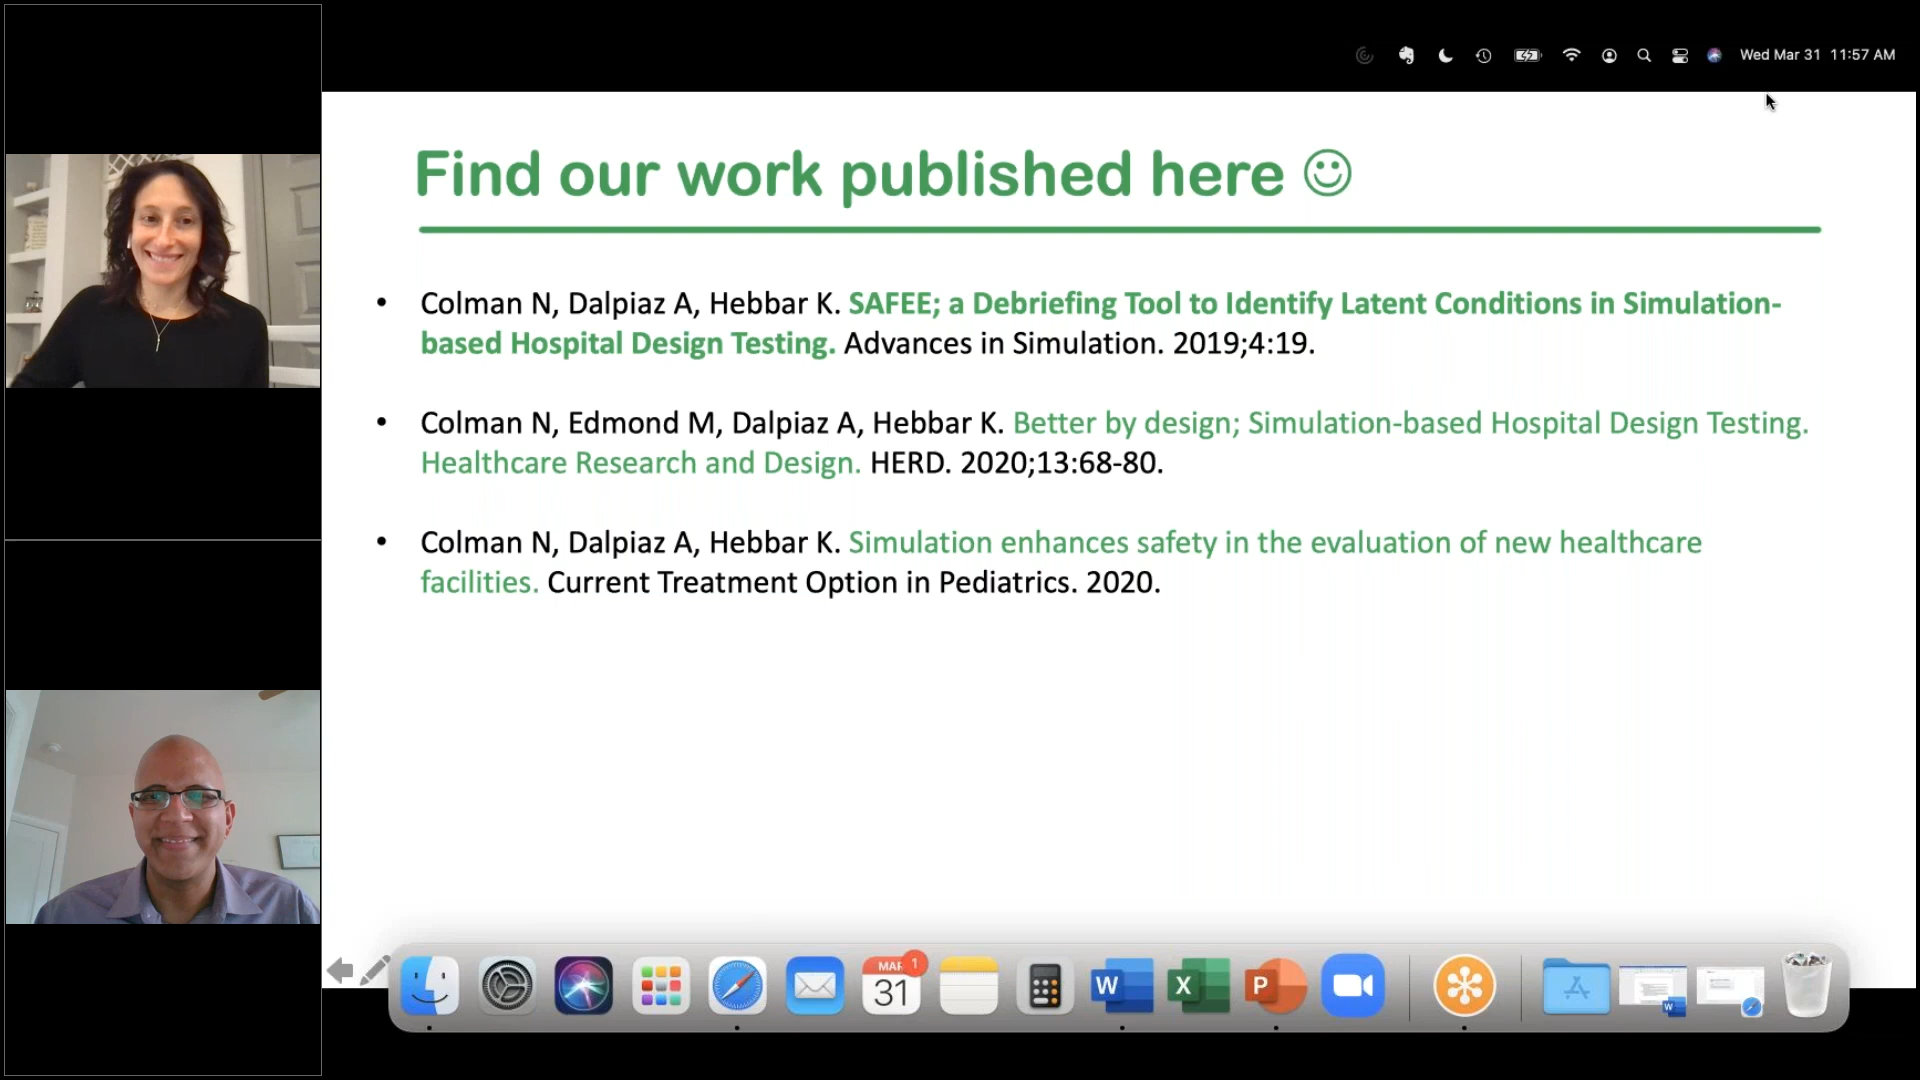 Wed Mar 31 11:57 AM
Find our work published here ☺
• Colman N, Dalpiaz A, Hebbar K. SAFEE; a Debriefing Tool to Identify Latent Conditions in Simulation-
based Hospital Design Testing. Advances in Simulation. 2019;4:19.
• Colman N, Edmond M, Dalpiaz A, Hebbar K. Better by design; Simulation-based Hospital Design Testing.
Healthcare Research and Design. HERD. 2020;13:68-80.
• Colman N, Dalpiaz A, Hebbar K. Simulation enhances safety in the evaluation of new healthcare
facilities. Current Treatment Option in Pediatrics. 2020.
MAR 1
31
W X P
W